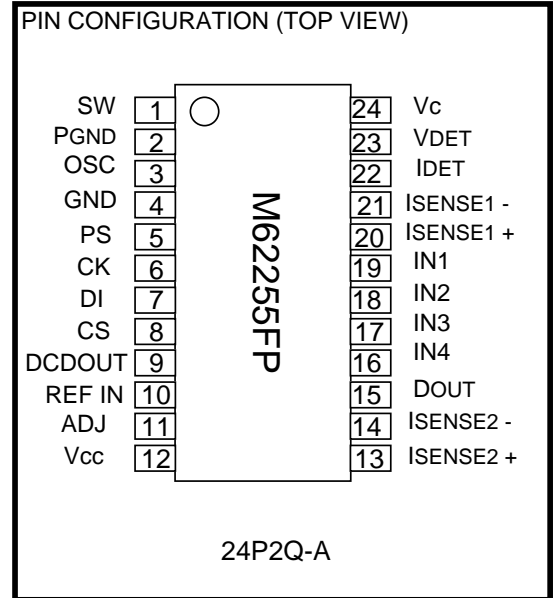 PIN CONFIGURATION (TOP VIEW)
SW 1
PGND 2
OSC 3
GND 4
PS 5
CK 6
DI 7
CS 8
DCDOUT 9
REF IN 10
ADJ 11
Vcc 12
M62255FP
24 Vc
23 VDET
22 IDET
21 ISENSE1 -
20 ISENSE1 +
19 IN1
18 IN2
17 IN3
16 IN4
15 DOUT
14 ISENSE2 -
13 ISENSE2 +
24P2Q-A